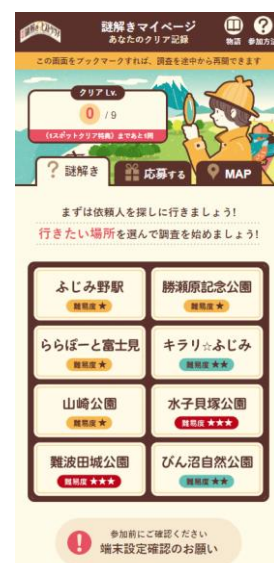 謎解きマイページ
あなたのクリア記録
物語
参加方法
この画面をブックマークすれば、調査を途中から再開できます
クリア Lv.
0 / 9
(1スポットクリア特典) まであと1問
? 謎解き
応募する
MAP
まずは依頼人を探しに行きましょう!
行きたい場所を選んで調査を始めましょう!
ふじみ野駅
難易度 ★
勝瀬原記念公園
難易度 ★
ららぽーと富士見
難易度 ★
キラリ☆ふじみ
難易度 ★★
山崎公園
難易度 ★
水子貝塚公園
難易度 ★★★
難波田城公園
難易度 ★★★
びん沼自然公園
難易度 ★★
参加前にご確認ください
端末設定確認のお願い